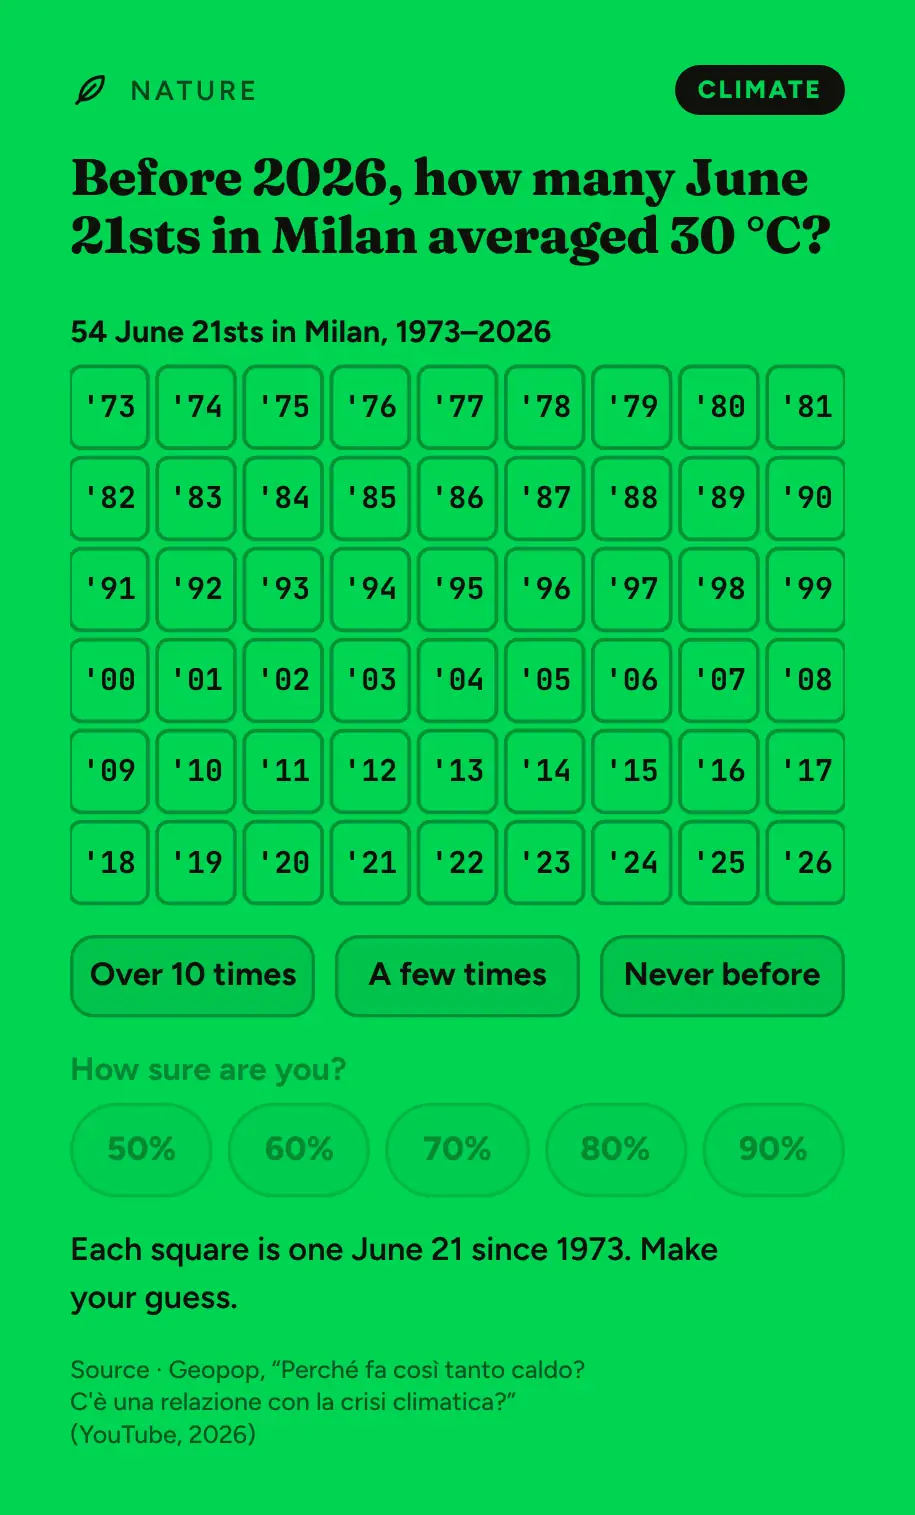 NATURE
CLIMATE
Before 2026, how many June
21sts in Milan averaged 30 °C?
54 June 21sts in Milan, 1973–2026
'73 '74 '75 '76 '77 '78 '79 '80 '81
'82 '83 '84 '85 '86 '87 '88 '89 '90
'91 '92 '93 '94 '95 '96 '97 '98 '99
'00 '01 '02 '03 '04 '05 '06 '07 '08
'09 '10 '11 '12 '13 '14 '15 '16 '17
'18 '19 '20 '21 '22 '23 '24 '25 '26
Over 10 times
A few times
Never before
How sure are you?
50% 60% 70% 80% 90%
Each square is one June 21 since 1973. Make
your guess.
Source · Geopop, “Perché fa così tanto caldo?
C'è una relazione con la crisi climatica?”
(YouTube, 2026)